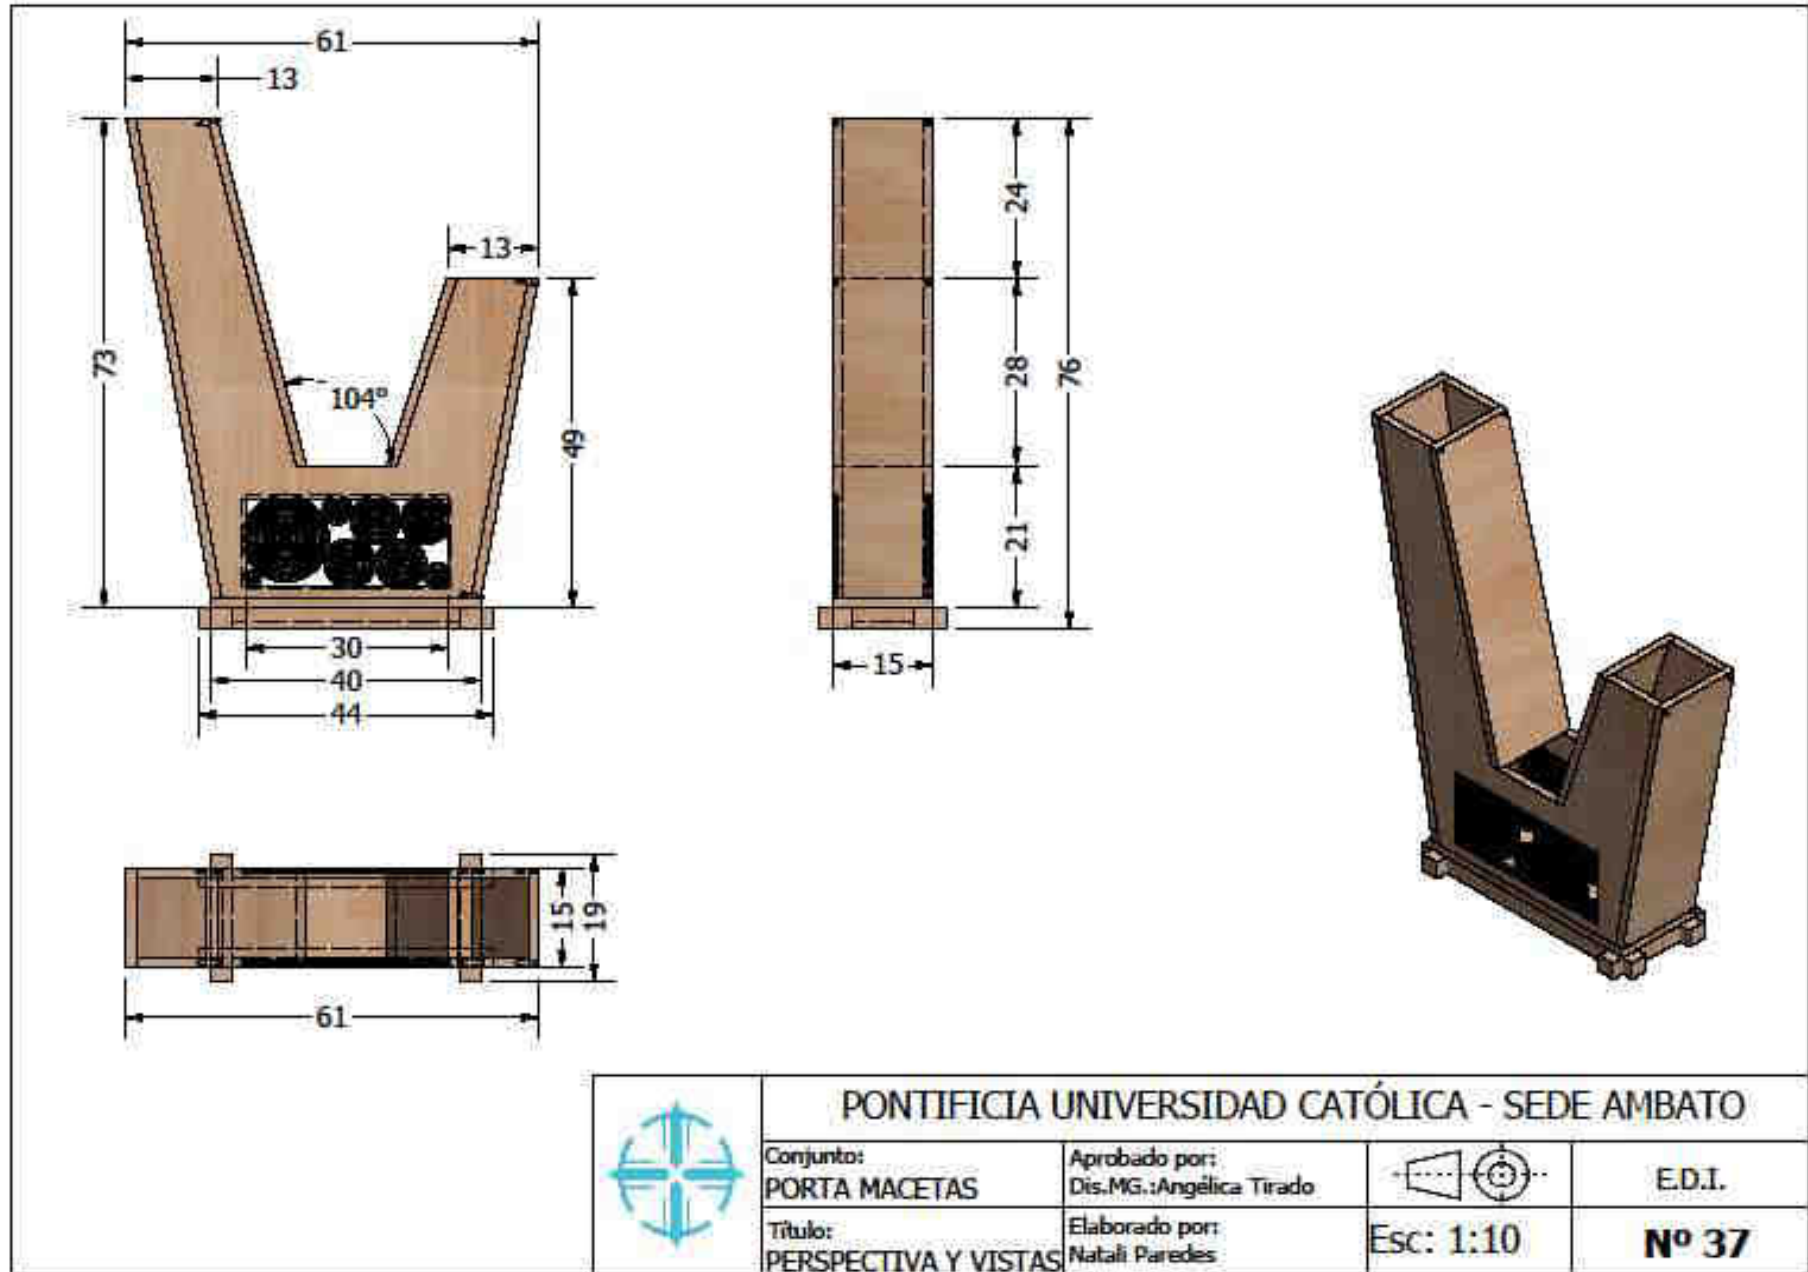 61
13
13
73
104°
49
30
40
44
24
28
76
21
15
15
19
61
PONTIFICIA UNIVERSIDAD CATÓLICA - SEDE AMBATO
Conjunto:
PORTA MACETAS
Aprobado por:
Dis.MG.:Angélica Tirado
E.D.I.
Título:
PERSPECTIVA Y VISTAS
Elaborado por:
Natali Paredes
Esc: 1:10
Nº 37